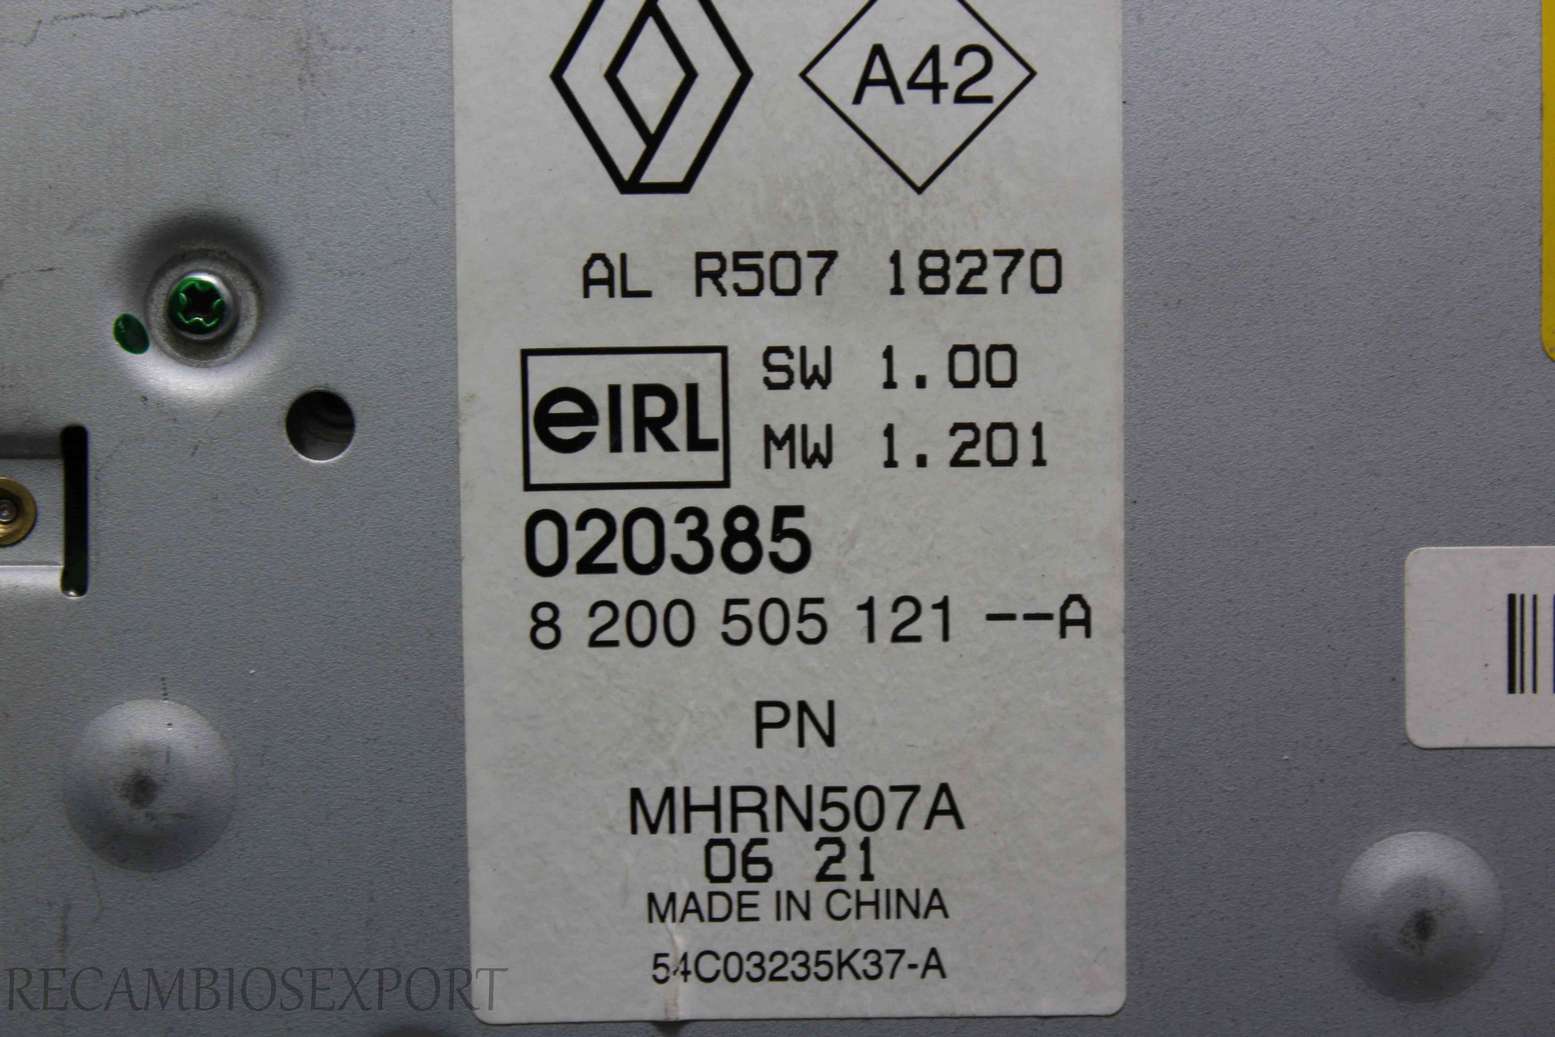 A42
AL R507 18270
eIRL
SW 1.00
MW 1.201
020385
8 200 505 121 --A
PN
MHRN507A
06 21
MADE IN CHINA
54C03235K37-A
RECAMBIOSEXPORT